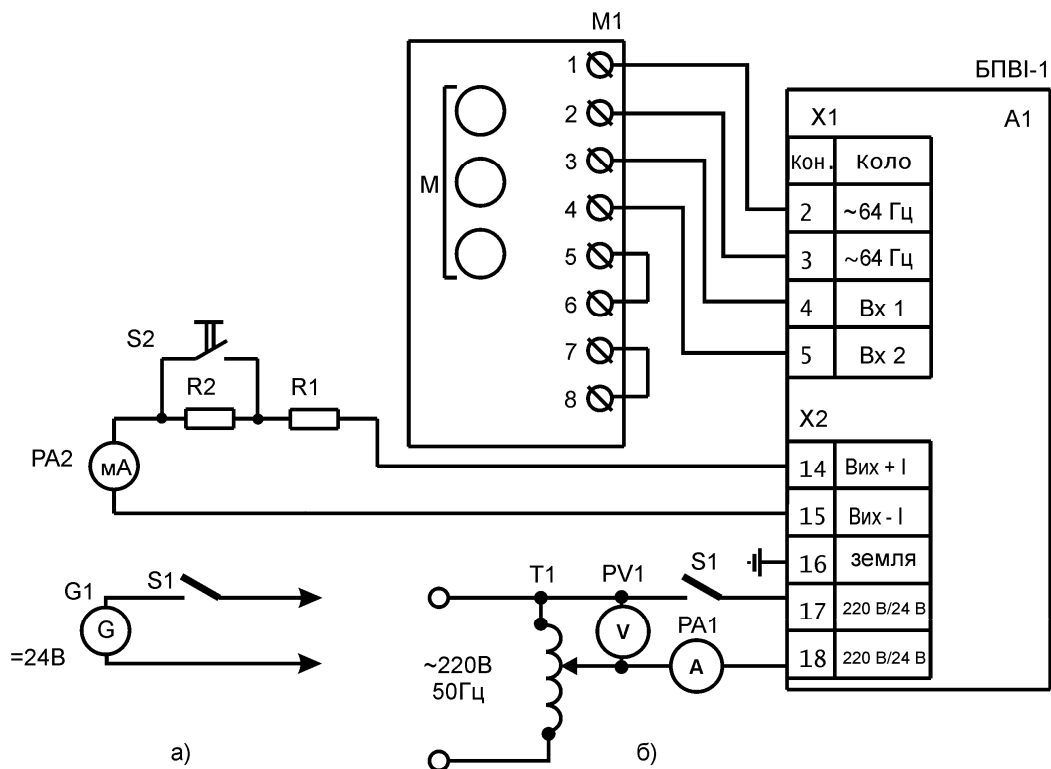 М1
БПВІ-1
М
1
2
3
4
5
6
7
8
X1
А1
Кон. Коло
2 ~64 Гц
3 ~64 Гц
4 Вх 1
5 Вх 2
X2
14 Вих + І
15 Вих - І
16 земля
17 220 В/24 В
18 220 В/24 В
S2
R2
R1
PA2
мА
G1
S1
G
=24В
T1
PV1
S1
V
PA1
A
~220В
50Гц
а)
б)